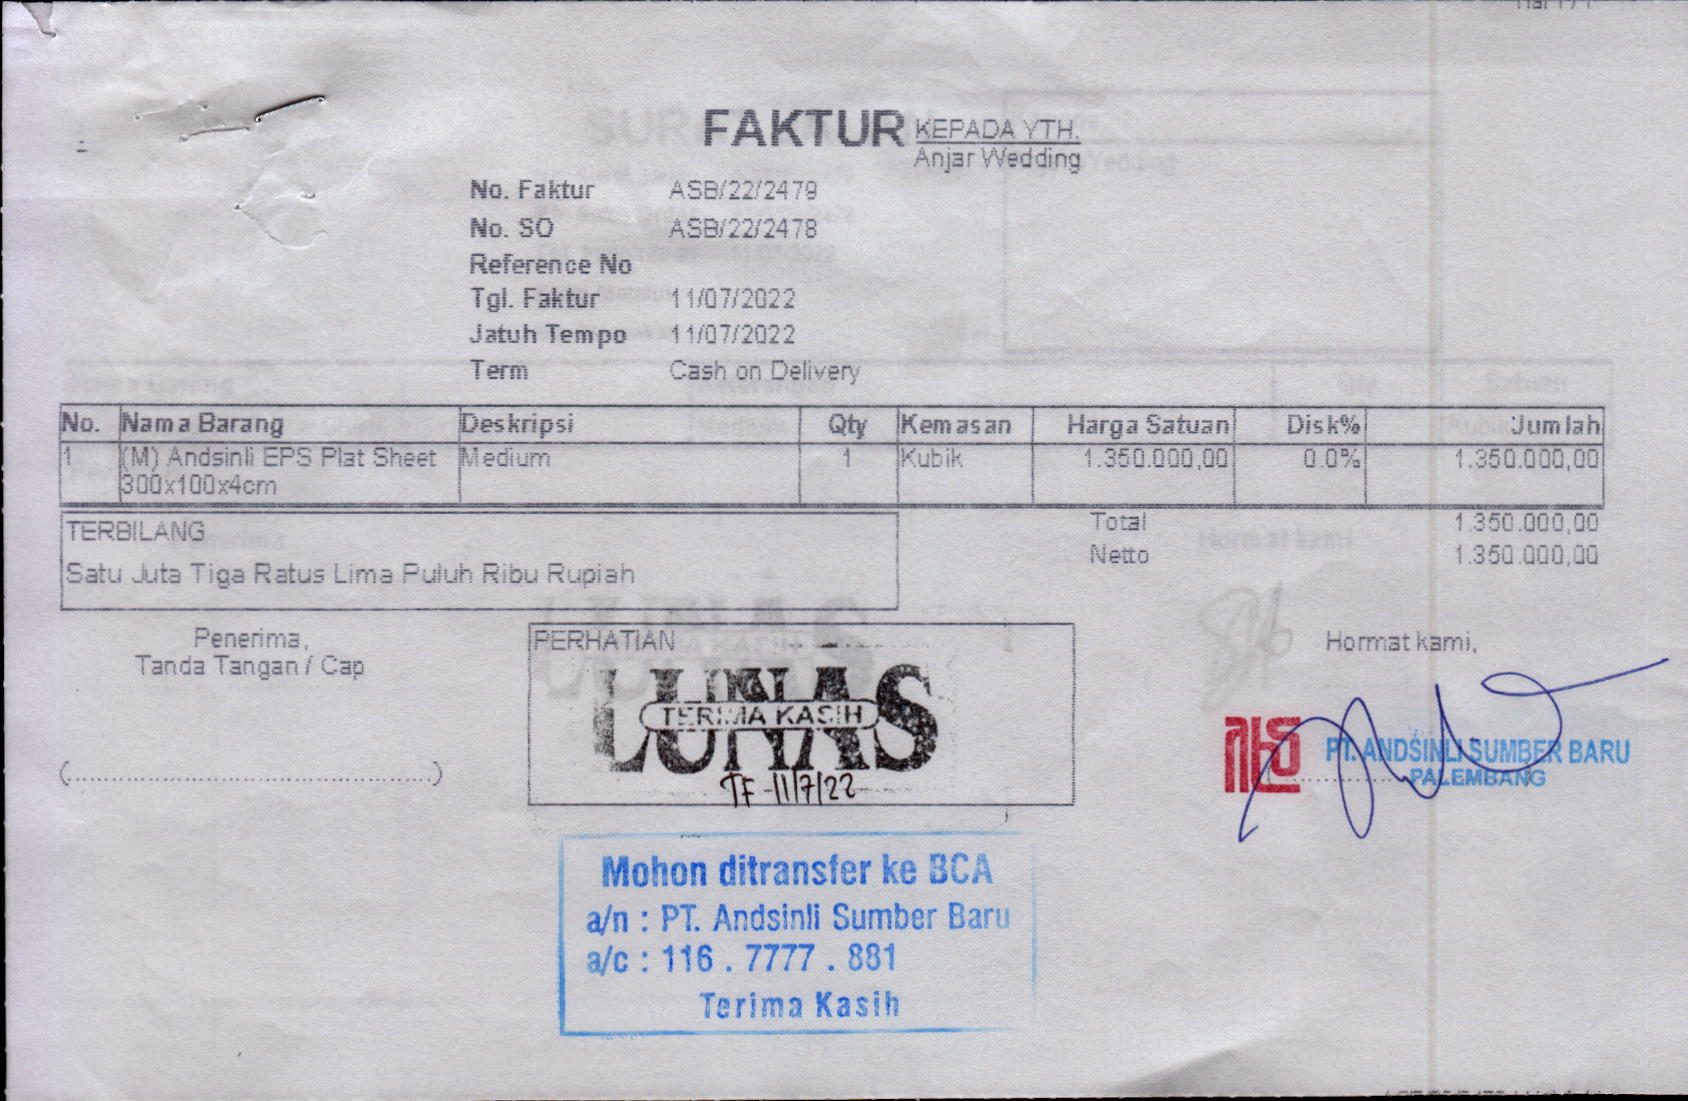 FAKTUR
KEPADA YTH.
Anjar Wedding
No. Faktur ASB/22/2479
No. SO ASB/22/2478
Reference No
Tgl. Faktur 11/07/2022
Jatuh Tempo 11/07/2022
Term Cash on Delivery
No. Nama Barang Deskripsi Qty Kemasan Harga Satuan Disk% Jumlah
1 (M) Andsinli EPS Plat Sheet Medium 1 Kubik 1.350.000,00 0.0% 1.350.000,00
300x100x4cm
TERBILANG
Satu Juta Tiga Ratus Lima Puluh Ribu Rupiah
Total 1.350.000,00
Netto 1.350.000,00
Penerima,
Tanda Tangan / Cap
(..................................................)
PERHATIAN
LUNAS
TERIMA KASIH
TF 11/7/22
Hormat kami,
PT. ANDSINLI SUMBER BARU
PALEMBANG
Mohon ditransfer ke BCA
a/n : PT. Andsinli Sumber Baru
a/c : 116 . 7777 . 881
Terima Kasih